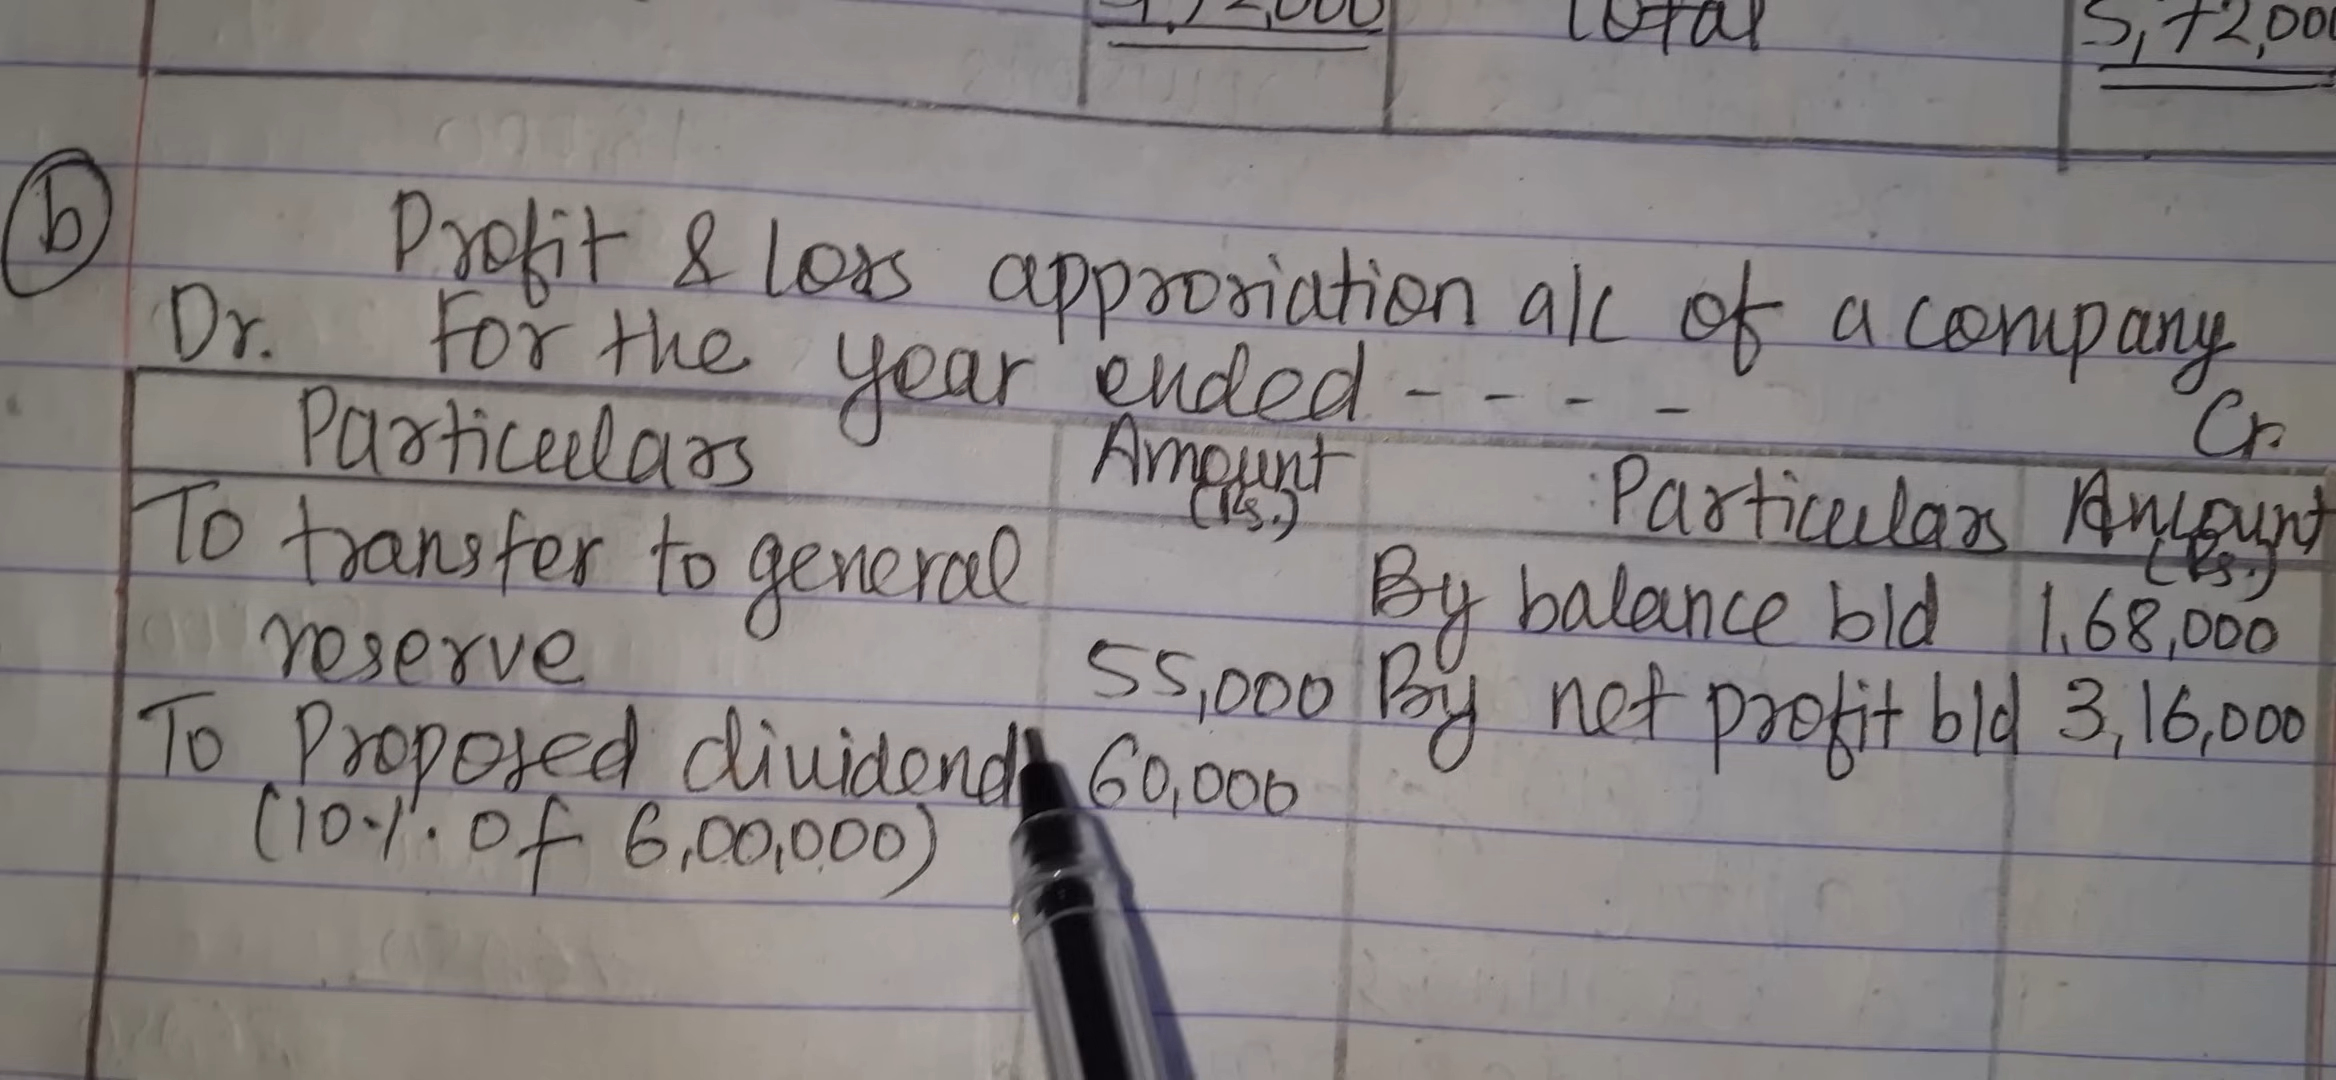 Total 5,72,000
b
Profit & loss approriation a/c of a company
Dr. For the year ended - - - - Cr.
Particulars Amount (Rs.) Particulars Amount (Rs.)
To transfer to general
reserve 55,000
By balance b/d 1,68,000
By net profit b/d 3,16,000
To Proposed dividend 60,000
(10% of 6,00,000)